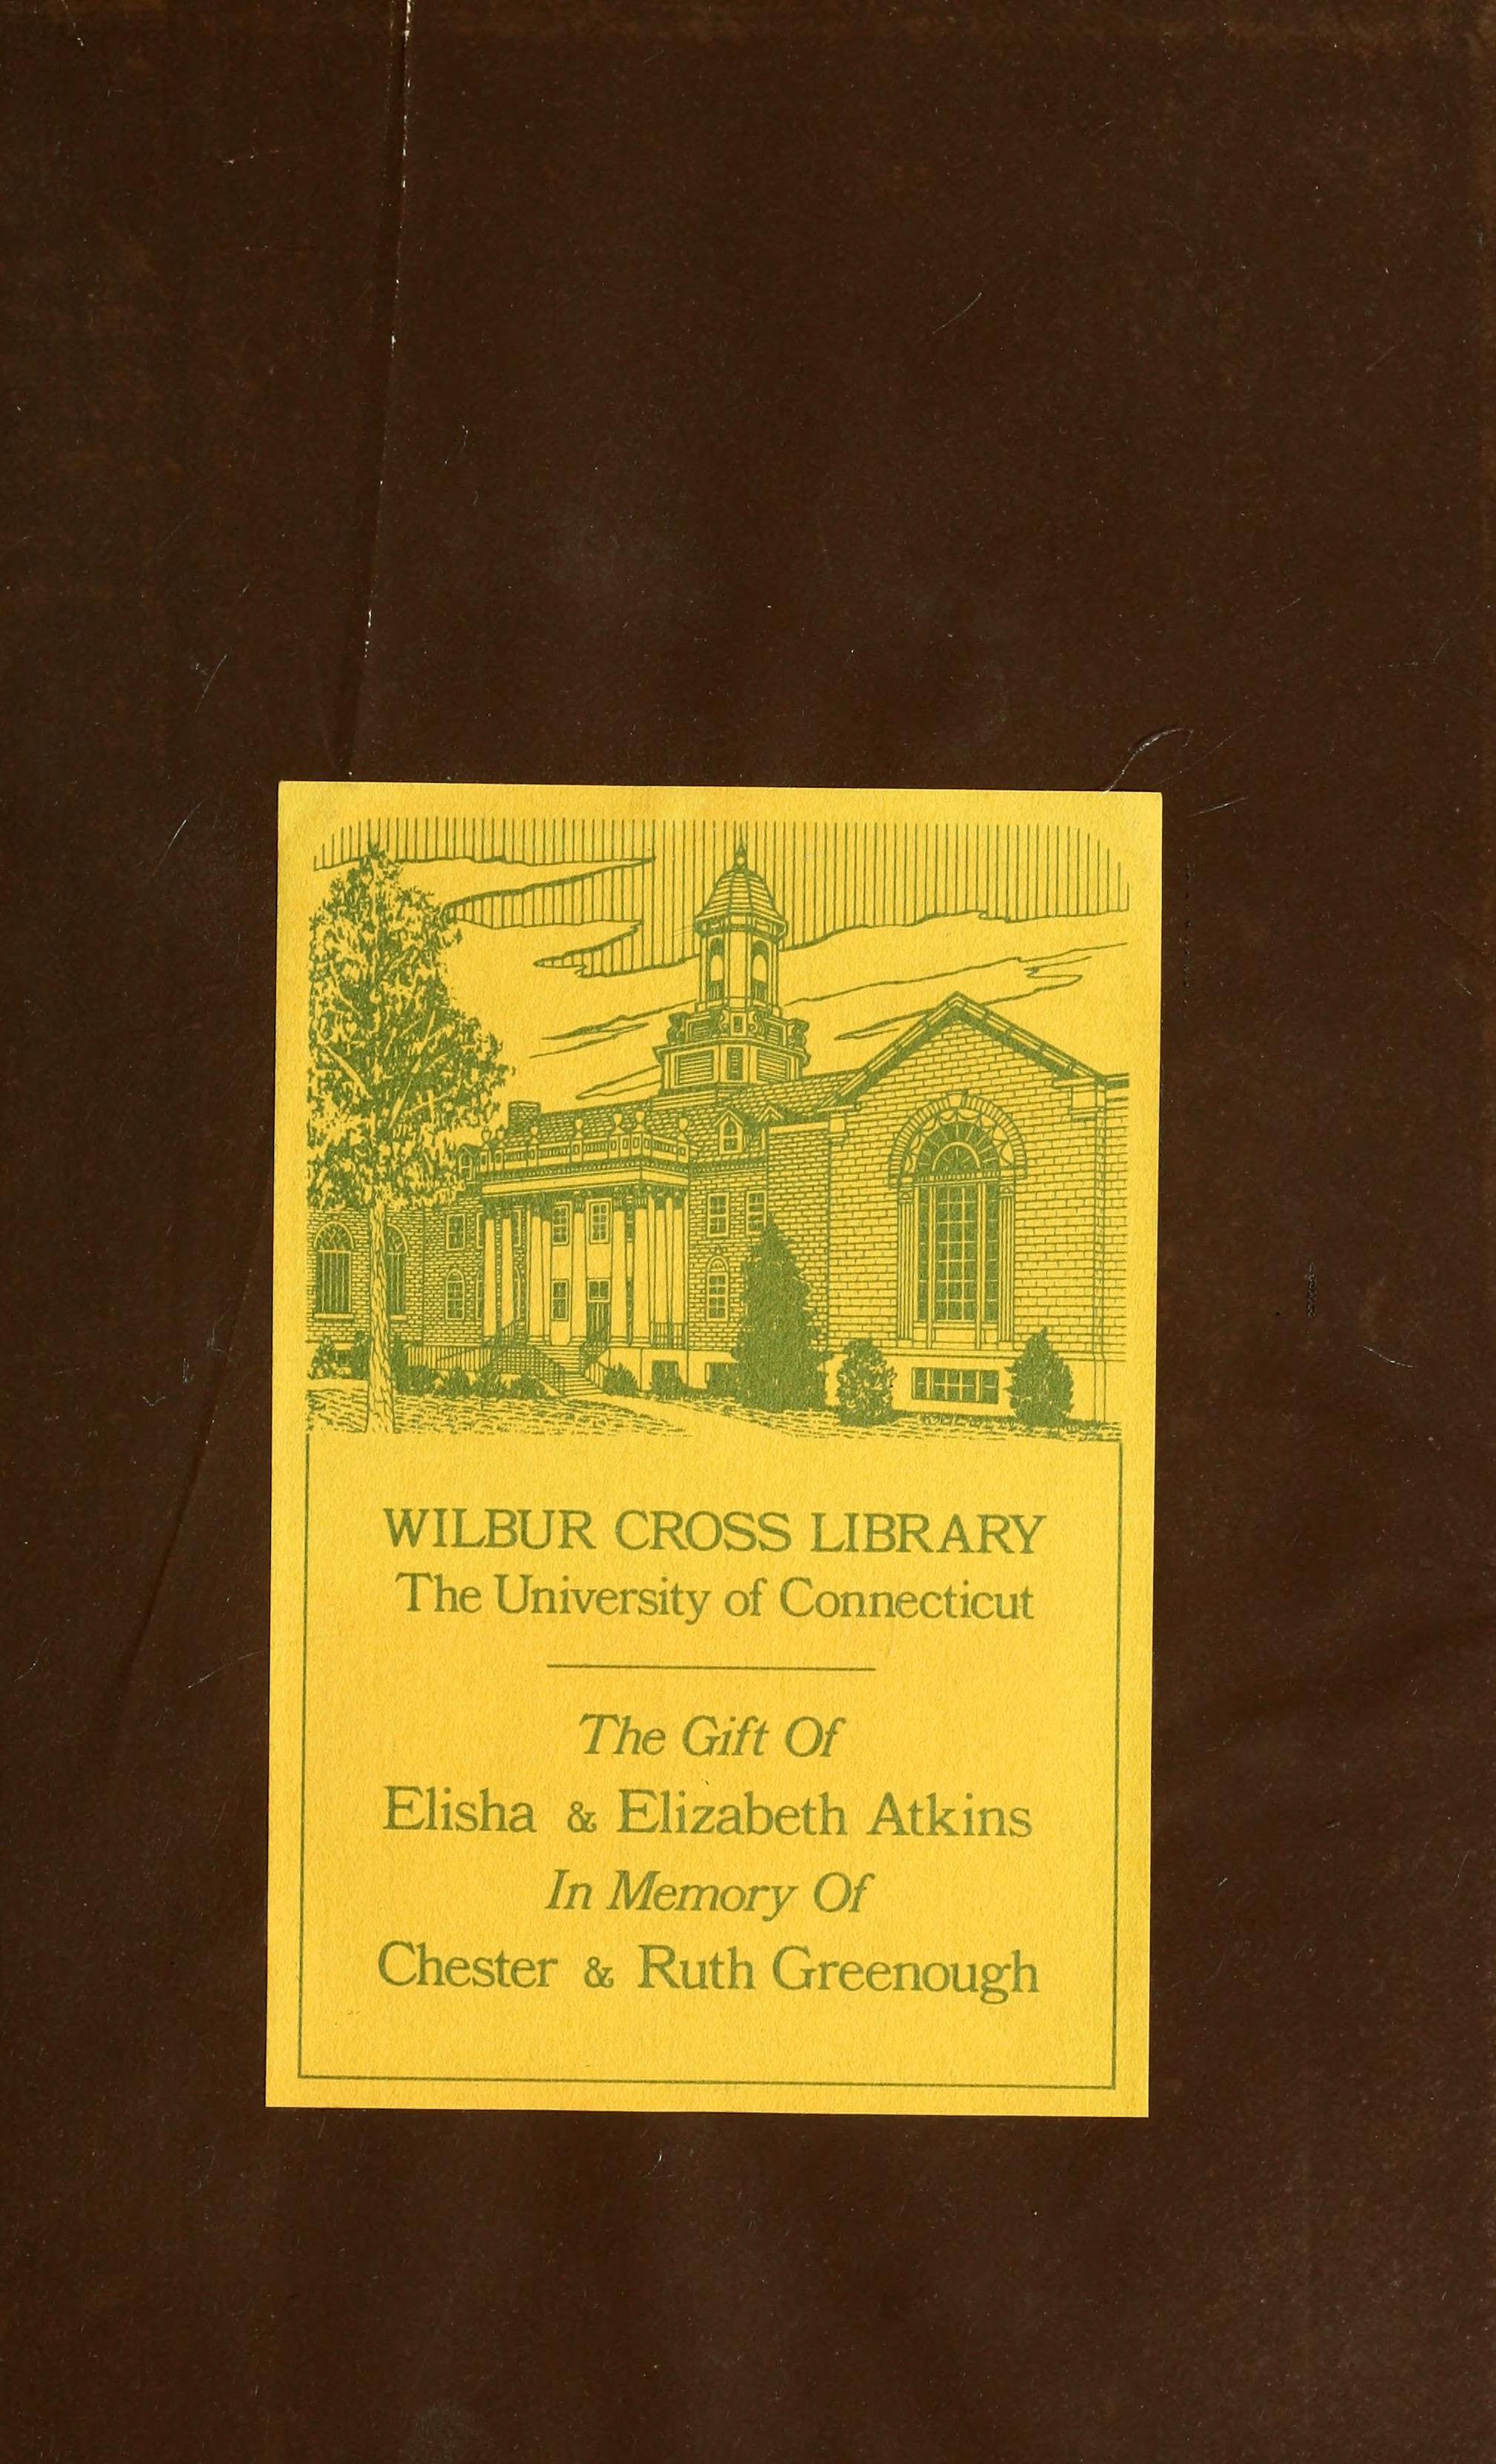 WILBUR CROSS LIBRARY
The University of Connecticut
The Gift Of
Elisha & Elizabeth Atkins
In Memory Of
Chester & Ruth Greenough